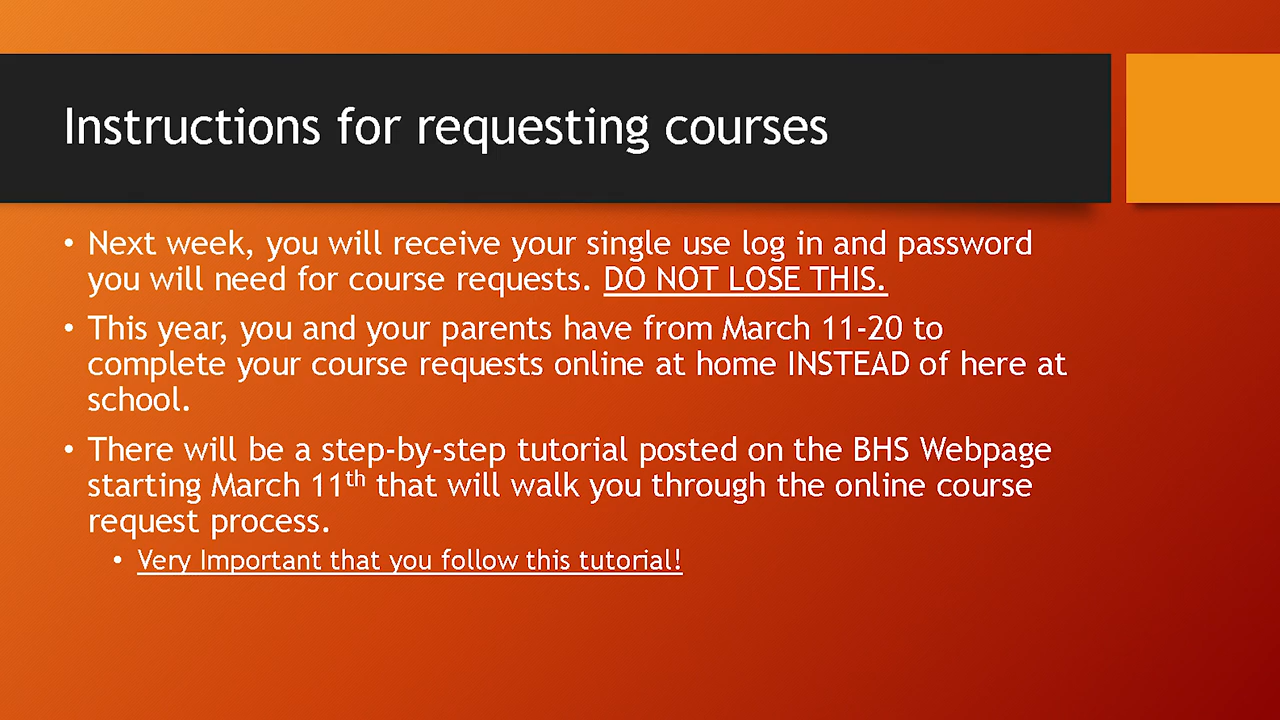 Instructions for requesting courses
• Next week, you will receive your single use log in and password
you will need for course requests. DO NOT LOSE THIS.
• This year, you and your parents have from March 11-20 to
complete your course requests online at home INSTEAD of here at
school.
• There will be a step-by-step tutorial posted on the BHS Webpage
starting March 11th that will walk you through the online course
request process.
• Very Important that you follow this tutorial!